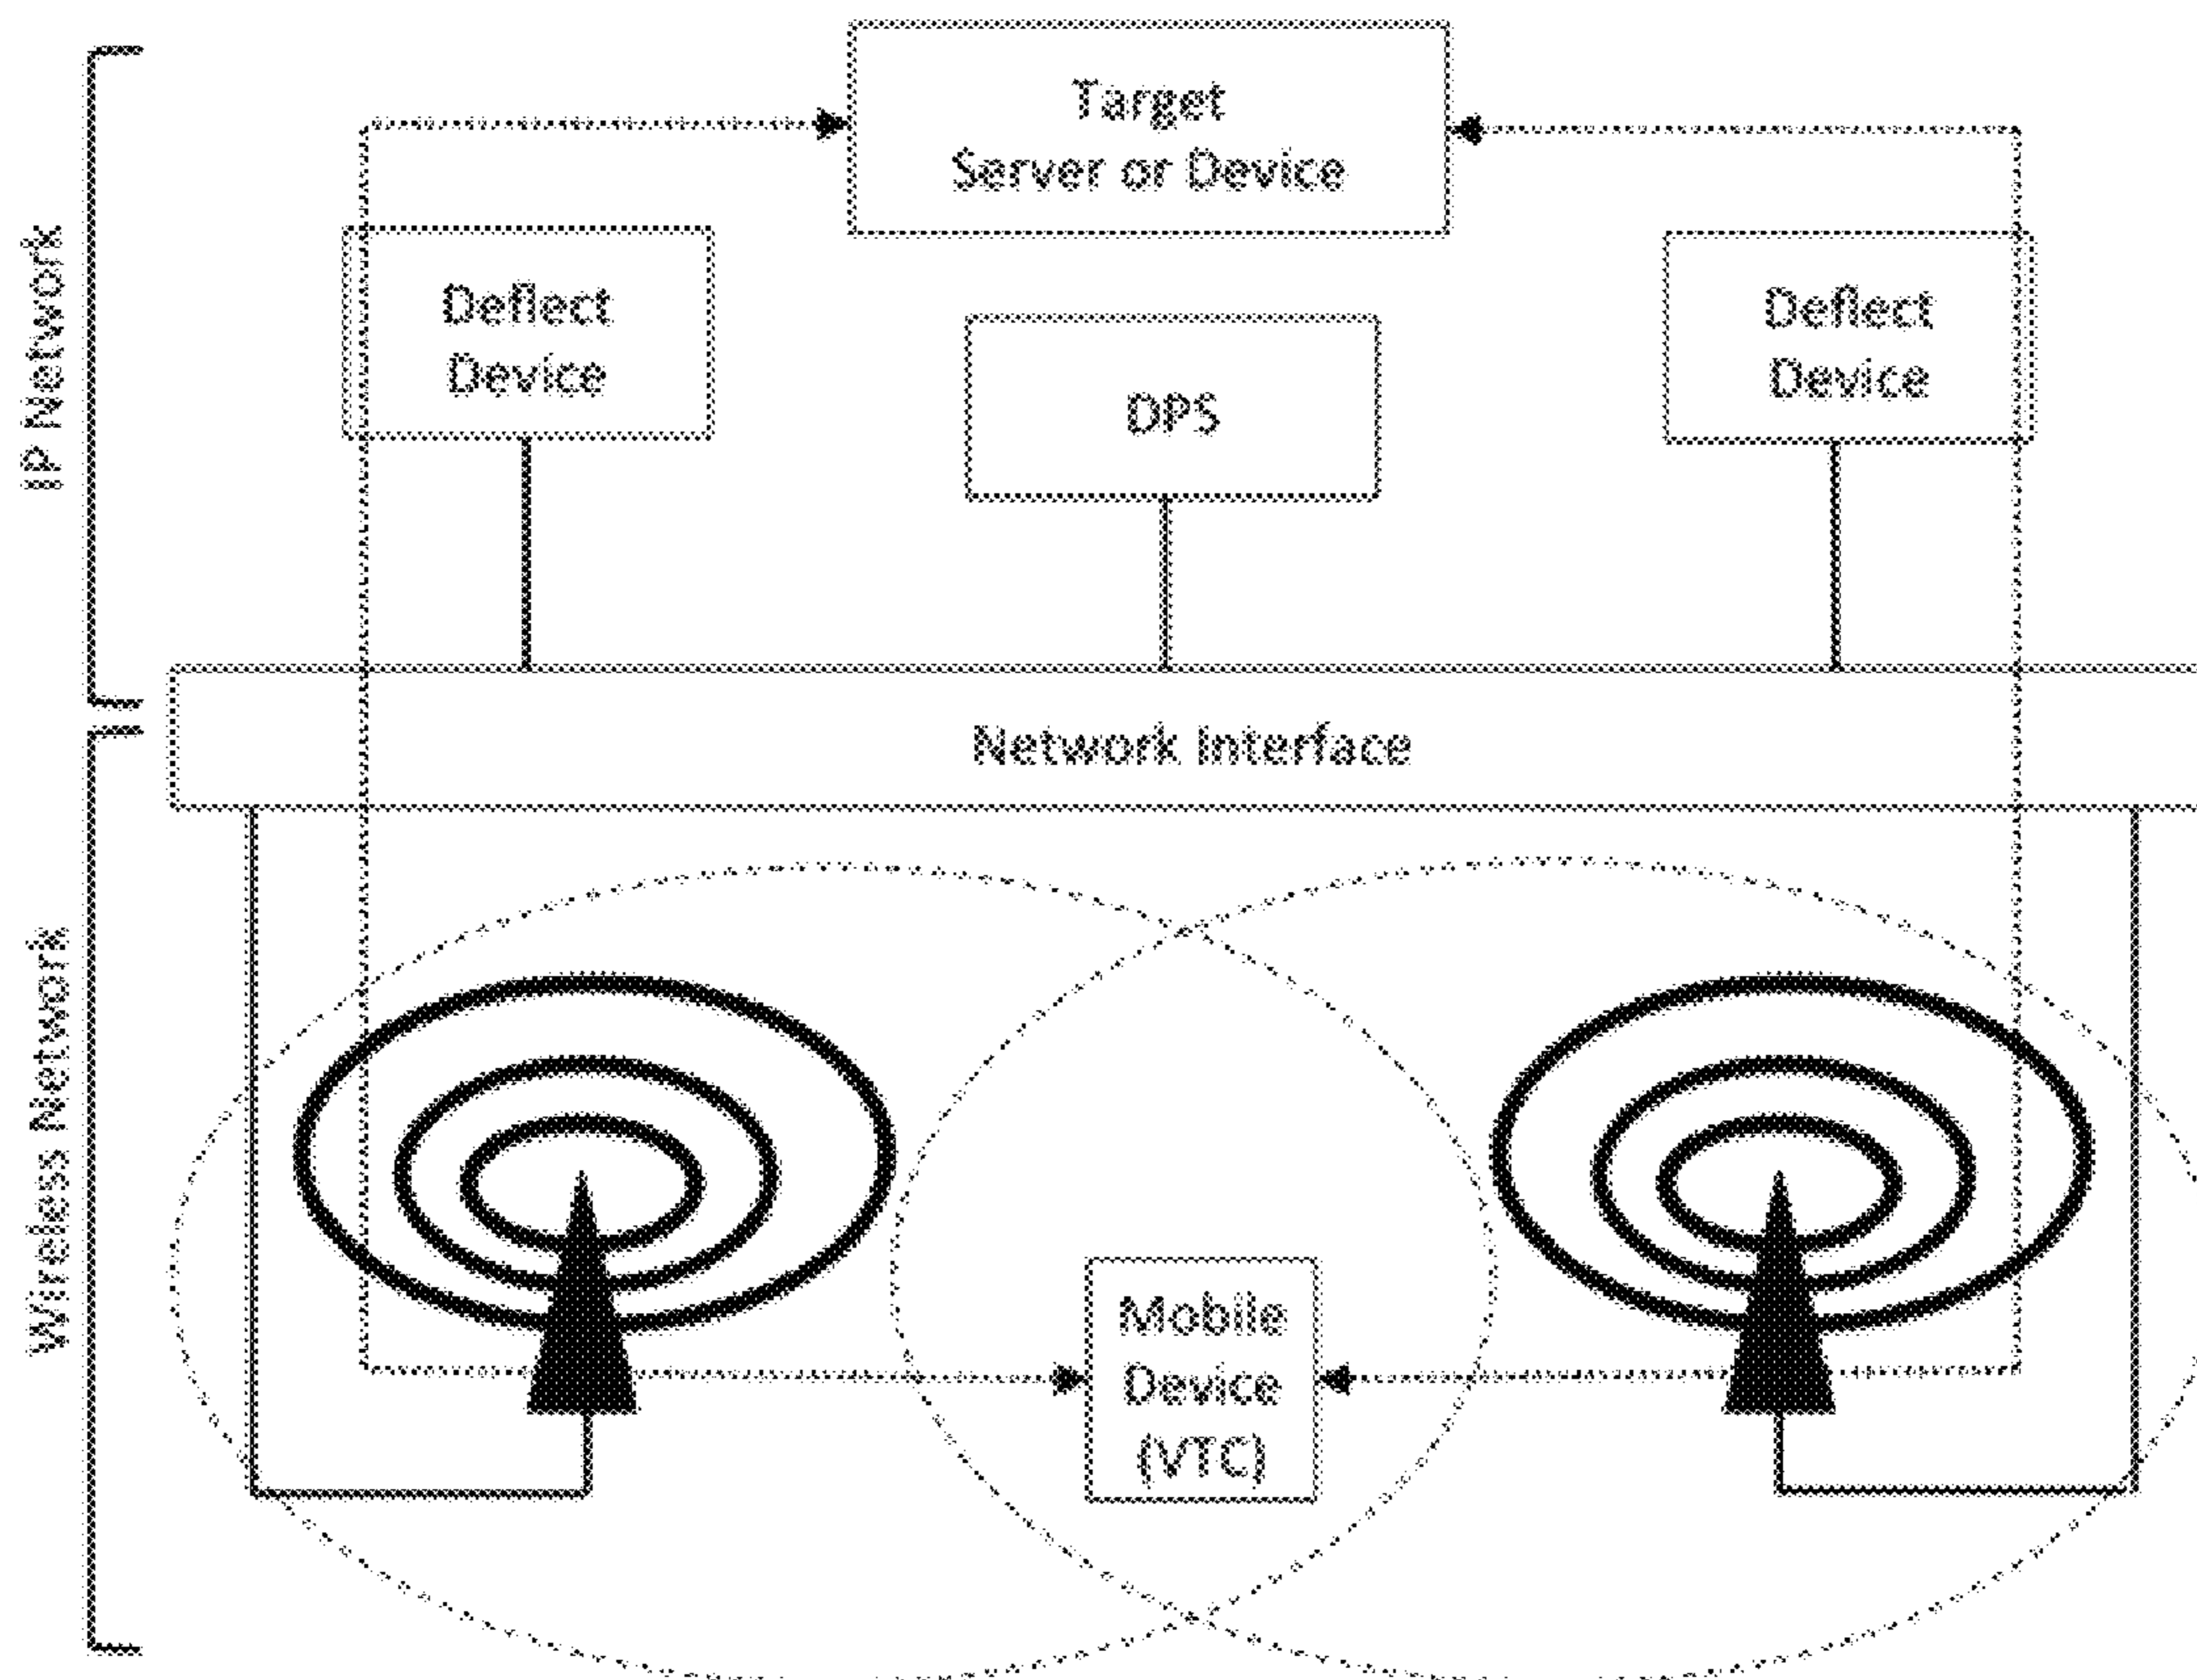 IP Network
Target
Server or Device
Deflect
Device
DPS
Deflect
Device
Network Interface
Wireless Network
Mobile
Device
(VTC)